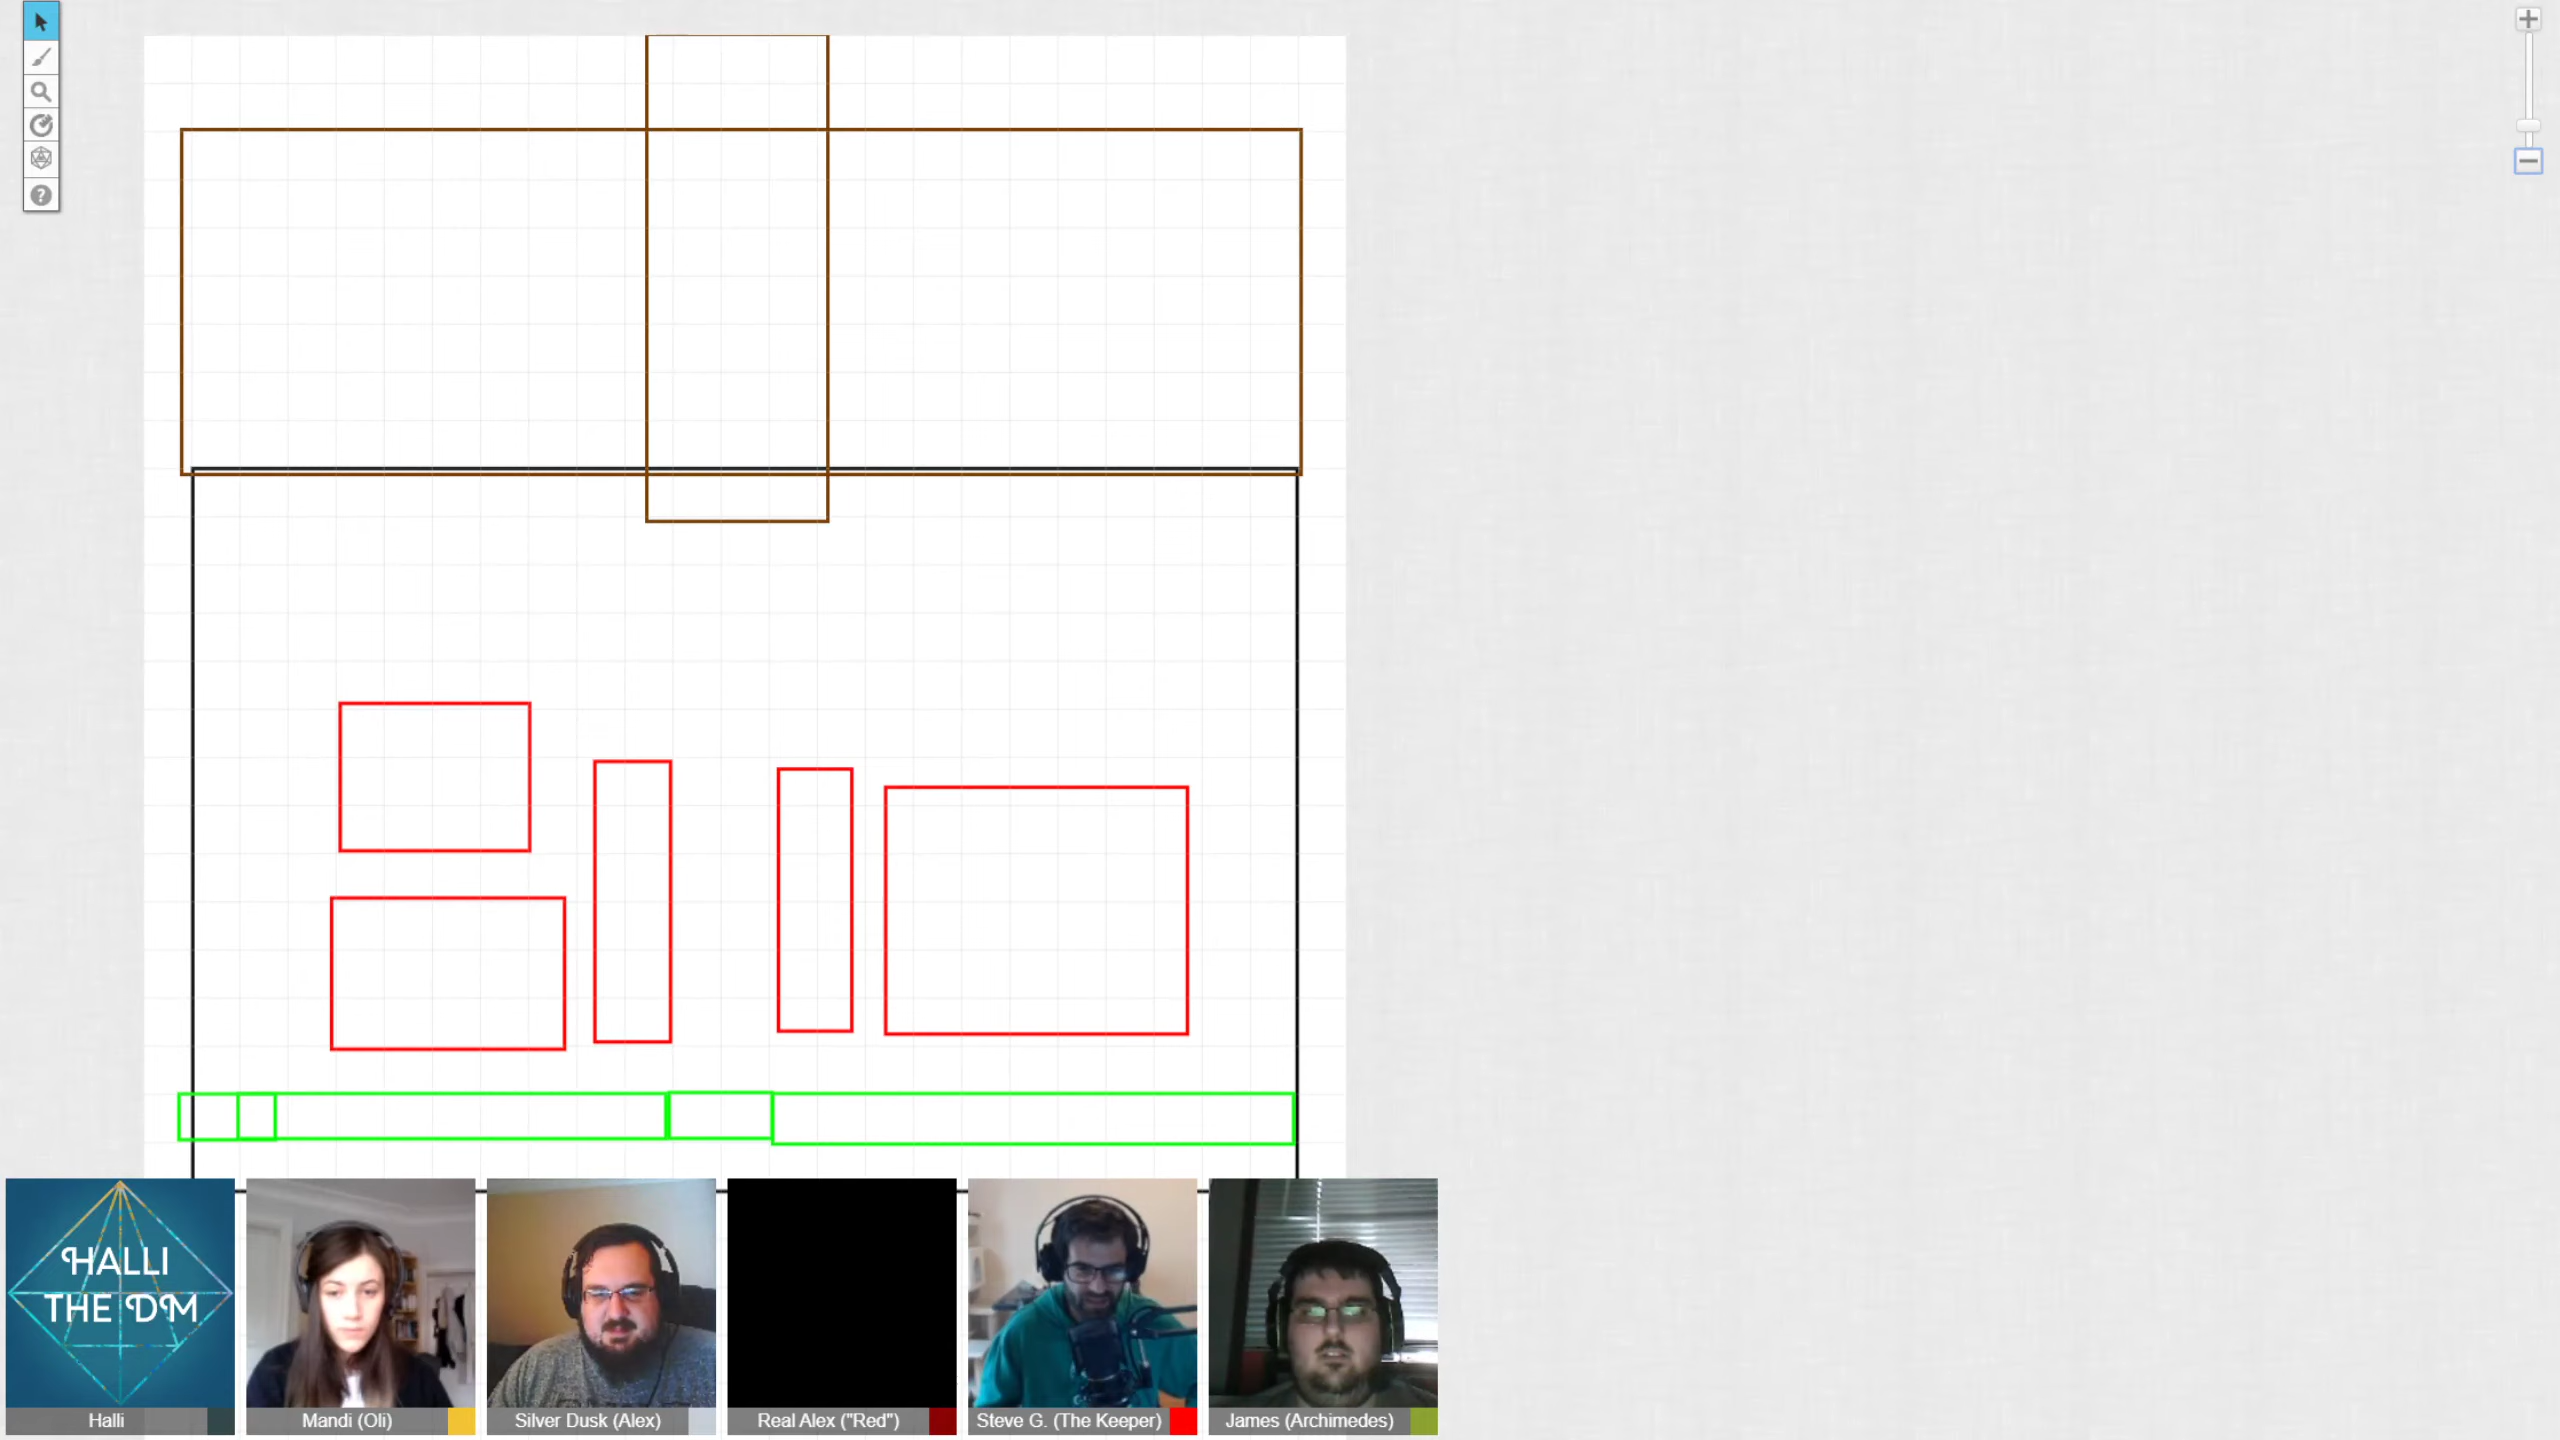 ?
HALLI
THE DM
Halli
Mandi (Oli)
Silver Dusk (Alex)
Real Alex ("Red")
Steve G. (The Keeper)
James (Archimedes)